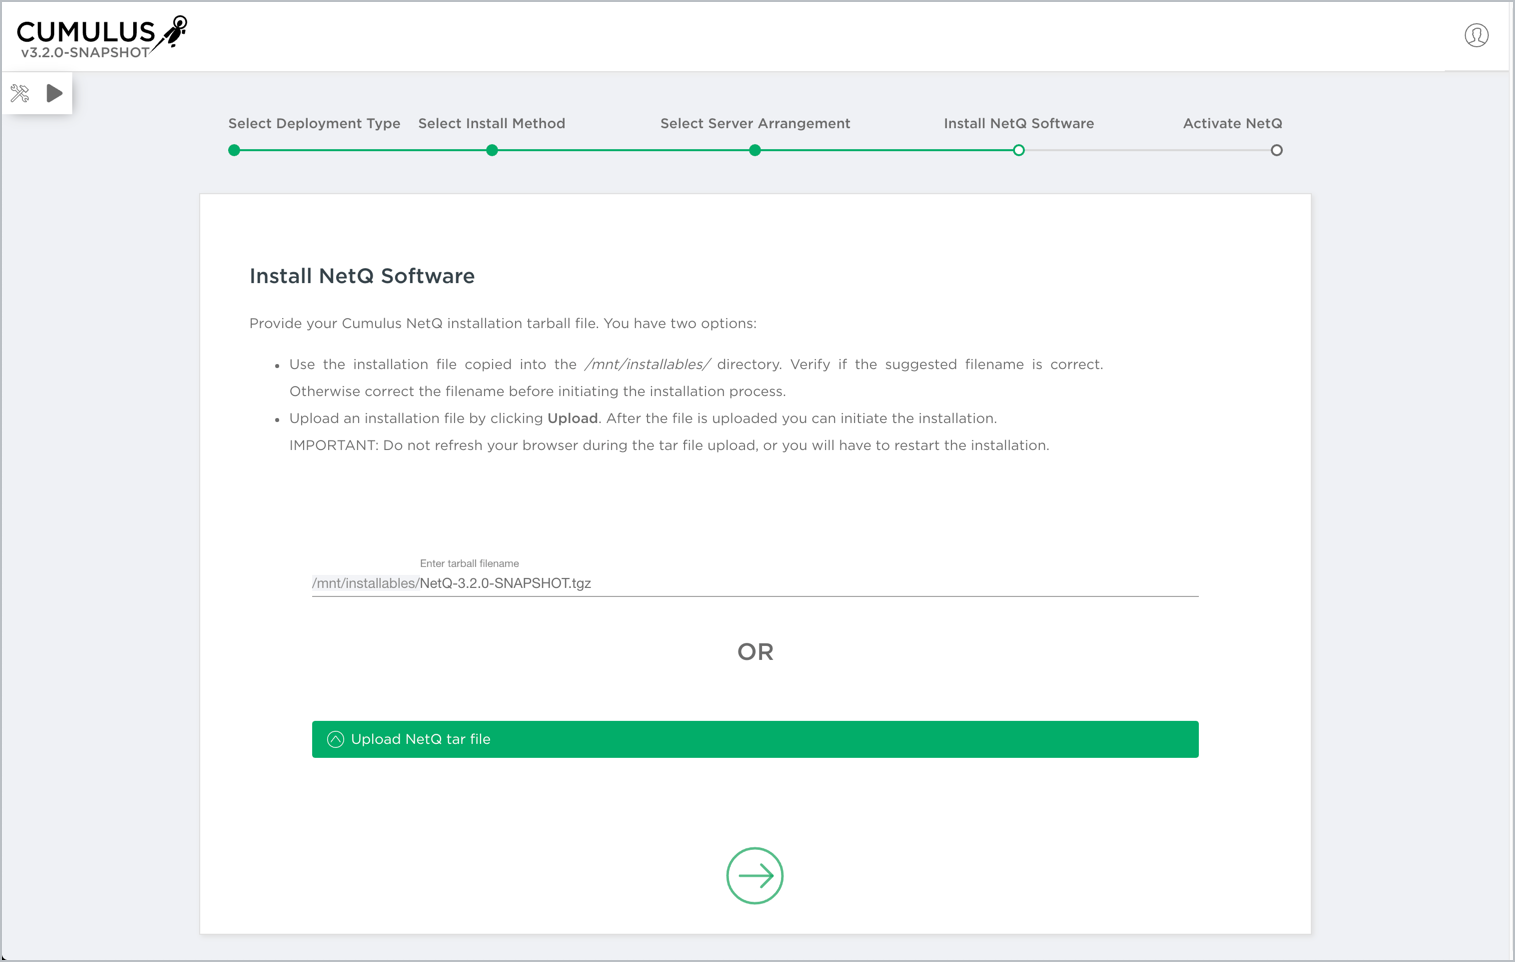 CUMULUS
v3.2.0-SNAPSHOT
Select Deployment Type Select Install Method Select Server Arrangement Install NetQ Software Activate NetQ
Install NetQ Software
Provide your Cumulus NetQ installation tarball file. You have two options:
• Use the installation file copied into the /mnt/installables/ directory. Verify if the suggested filename is correct.
Otherwise correct the filename before initiating the installation process.
• Upload an installation file by clicking Upload. After the file is uploaded you can initiate the installation.
IMPORTANT: Do not refresh your browser during the tar file upload, or you will have to restart the installation.
Enter tarball filename
/mnt/installables/NetQ-3.2.0-SNAPSHOT.tgz
OR
Upload NetQ tar file